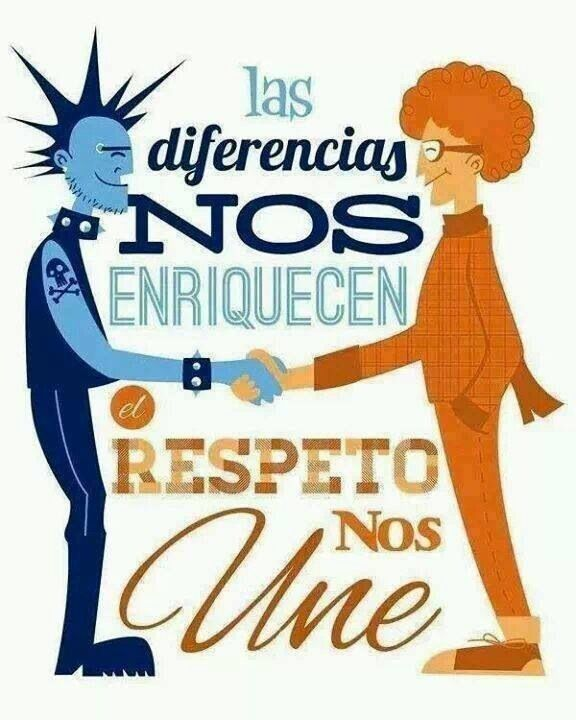 las
diferencias
NOS
ENRIQUECEN
el
RESPETO
Nos
Une